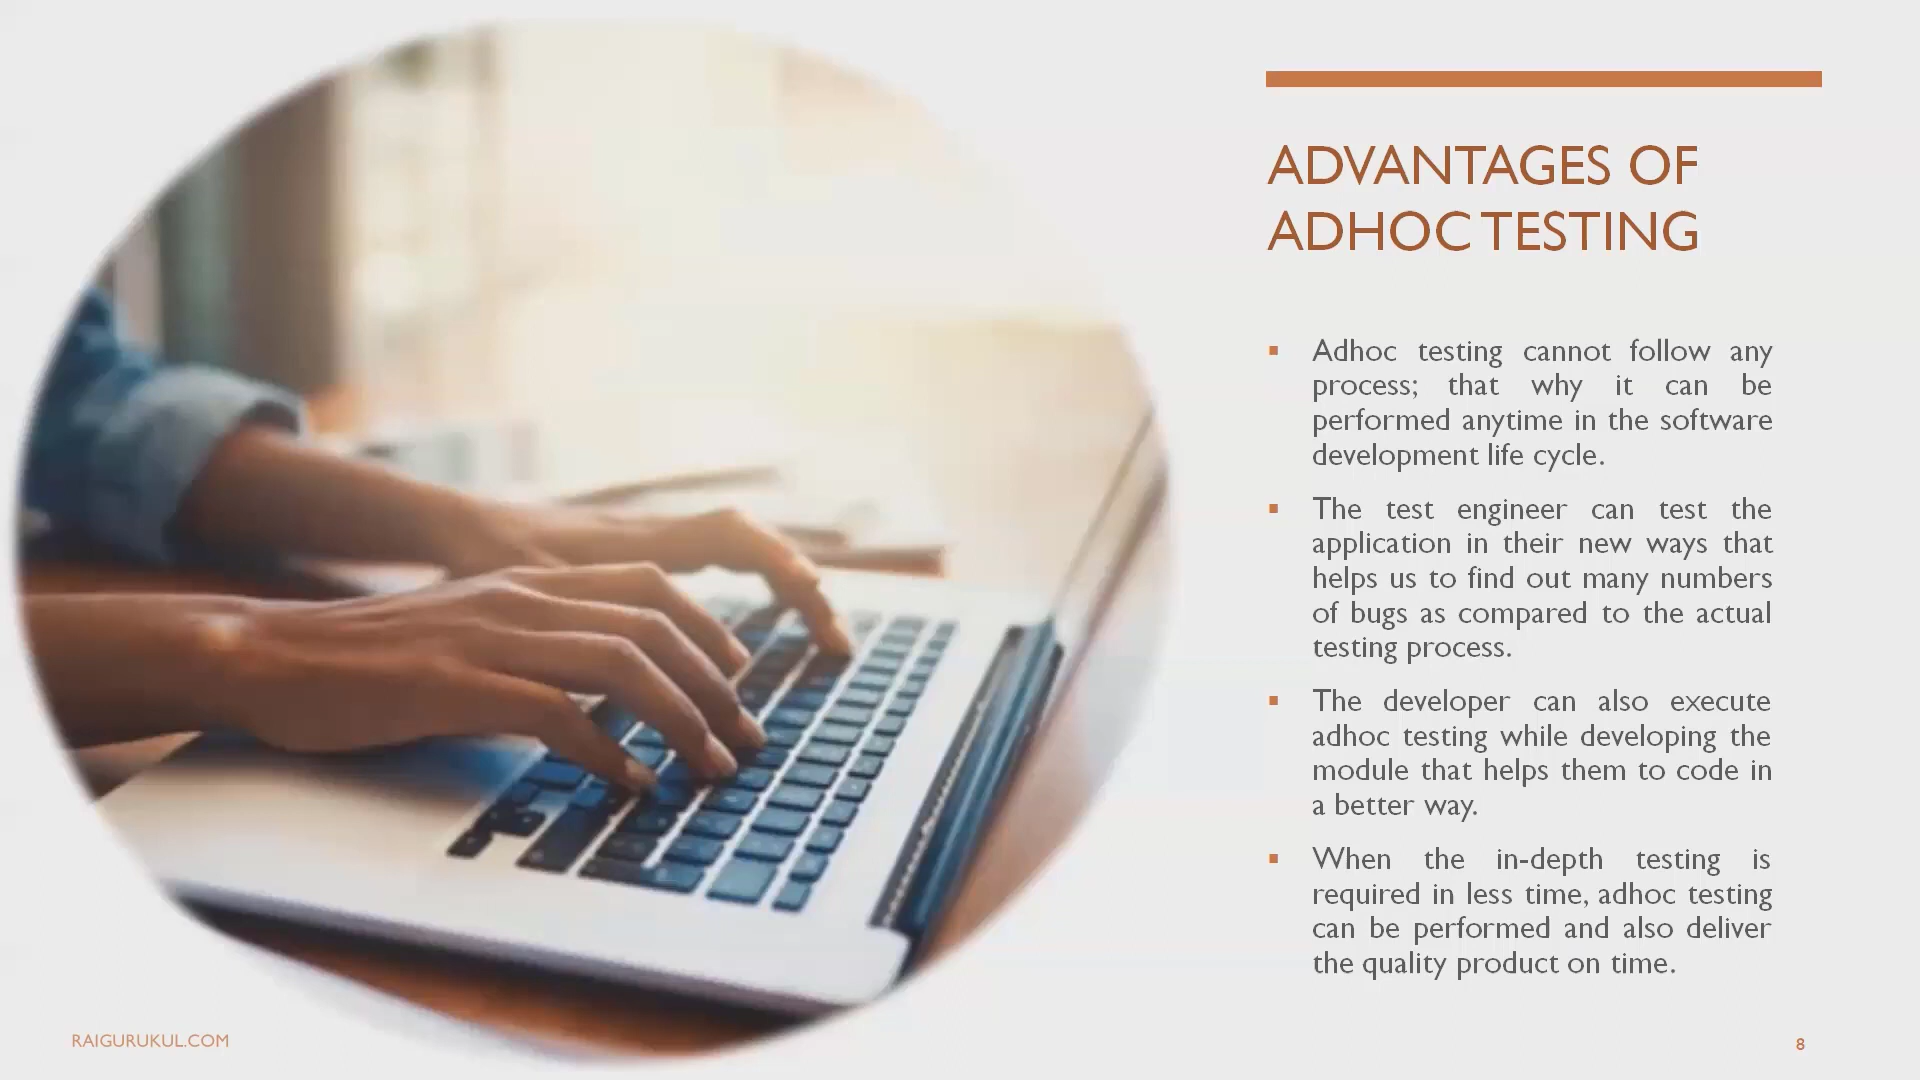 ADVANTAGES OF
ADHOC TESTING
▪ Adhoc testing cannot follow any
process; that why it can be
performed anytime in the software
development life cycle.
▪ The test engineer can test the
application in their new ways that
helps us to find out many numbers
of bugs as compared to the actual
testing process.
▪ The developer can also execute
adhoc testing while developing the
module that helps them to code in
a better way.
▪ When the in-depth testing is
required in less time, adhoc testing
can be performed and also deliver
the quality product on time.
RAIGURUKUL.COM
8